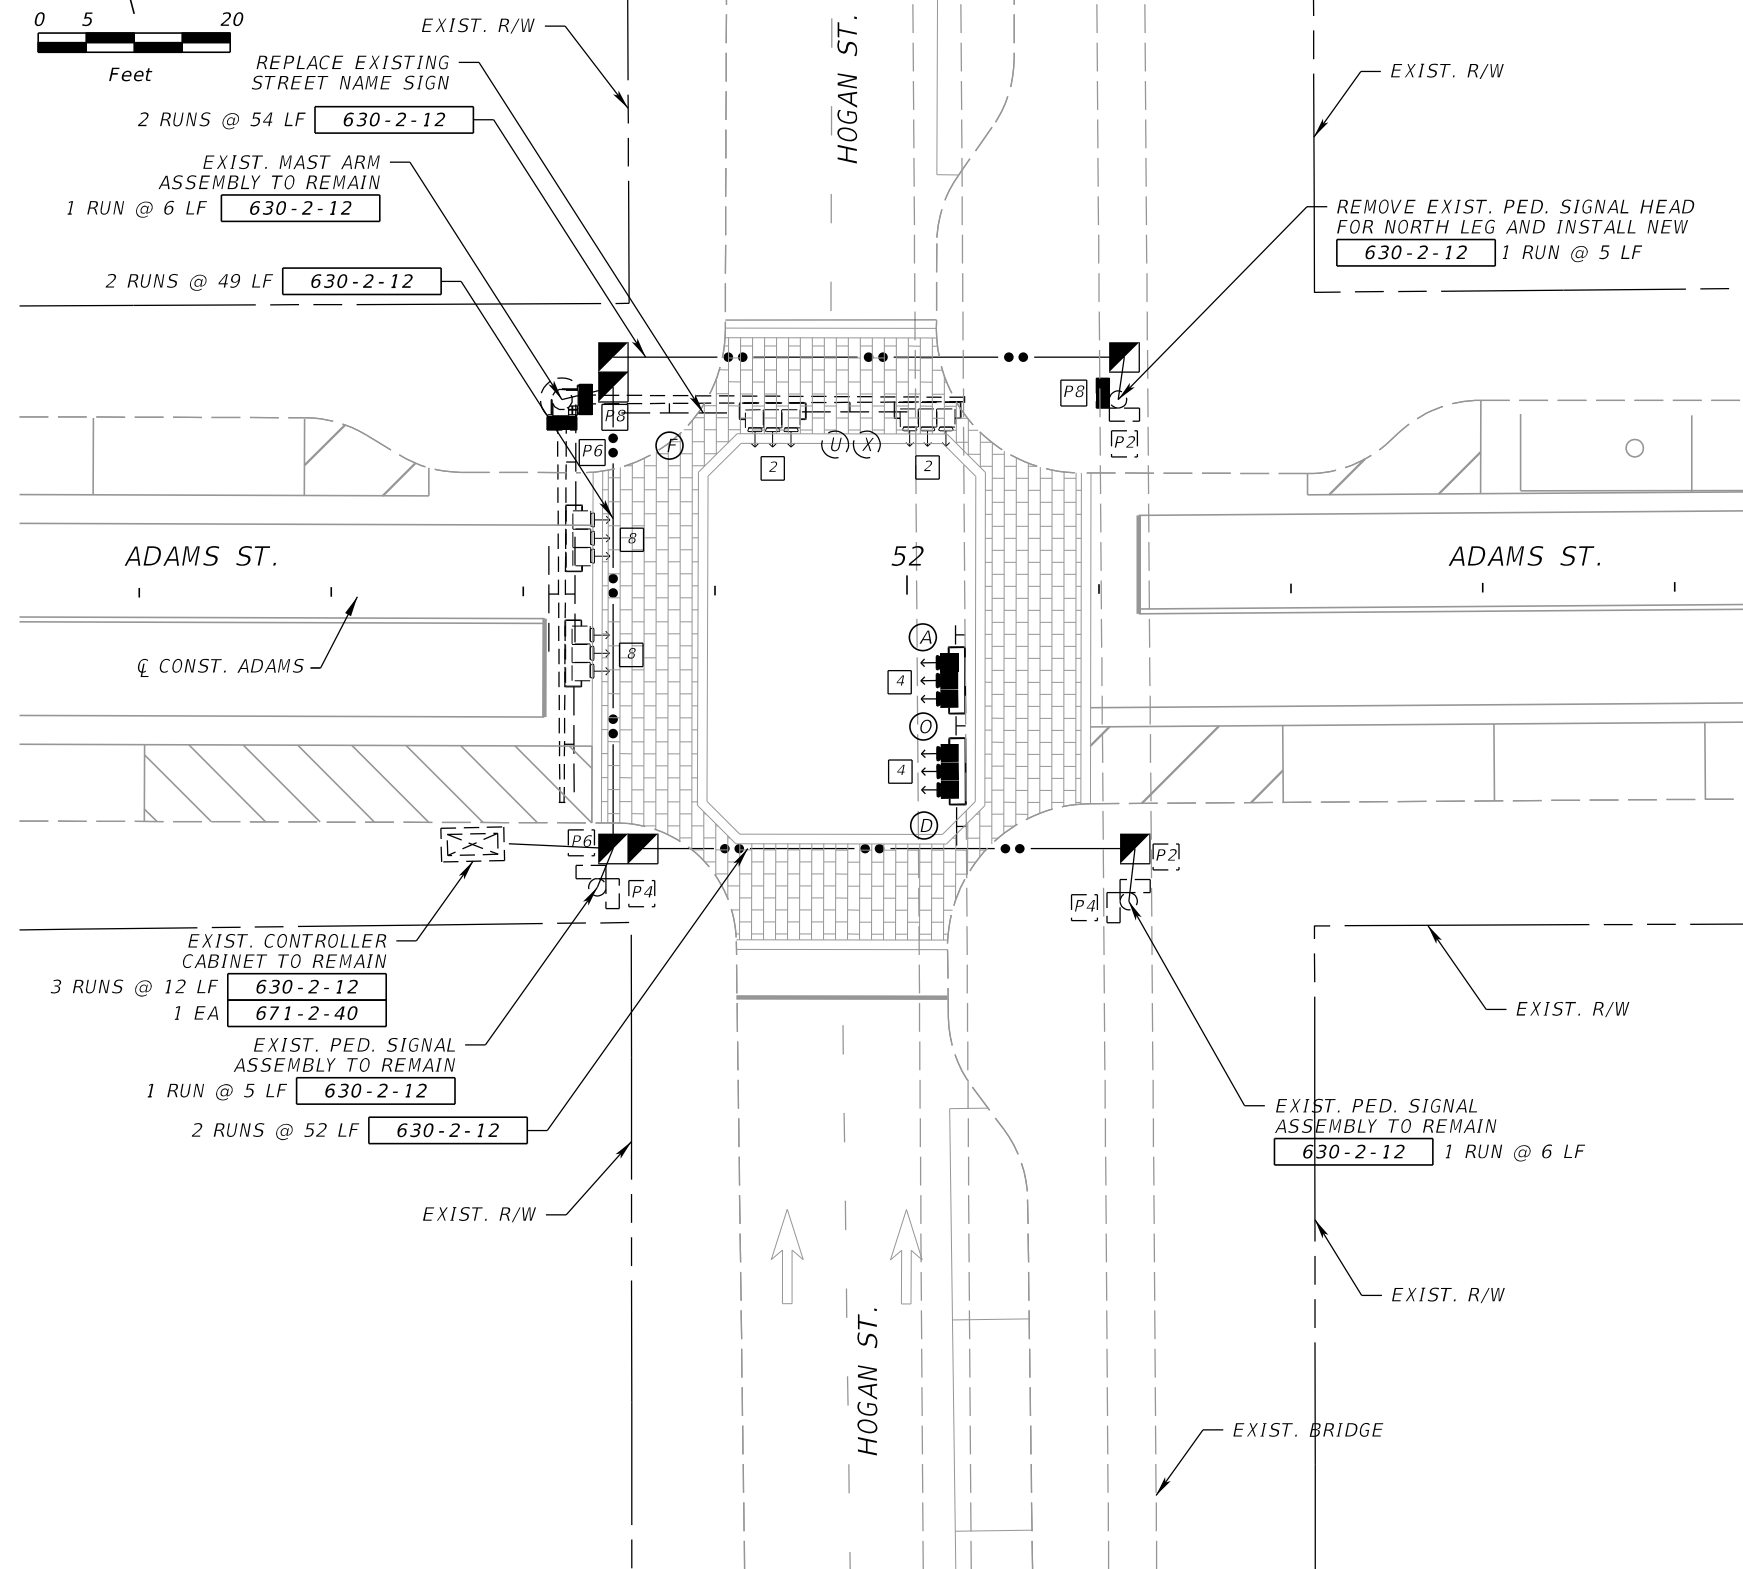 0 5 20
Feet
EXIST. R/W
REPLACE EXISTING
STREET NAME SIGN
2 RUNS @ 54 LF 630-2-12
EXIST. MAST ARM
ASSEMBLY TO REMAIN
1 RUN @ 6 LF 630-2-12
2 RUNS @ 49 LF 630-2-12
HOGAN ST.
EXIST. R/W
REMOVE EXIST. PED. SIGNAL HEAD
FOR NORTH LEG AND INSTALL NEW
630-2-12 1 RUN @ 5 LF
P8
P8
P6
F
U
X
P2
2
2
8
ADAMS ST.
52
ADAMS ST.
8
A
4
O
4
D
℄ CONST. ADAMS
P6
P4
P2
P4
EXIST. CONTROLLER
CABINET TO REMAIN
3 RUNS @ 12 LF 630-2-12
1 EA 671-2-40
EXIST. PED. SIGNAL
ASSEMBLY TO REMAIN
1 RUN @ 5 LF 630-2-12
2 RUNS @ 52 LF 630-2-12
EXIST. R/W
EXIST. R/W
EXIST. PED. SIGNAL
ASSEMBLY TO REMAIN
630-2-12 1 RUN @ 6 LF
EXIST. R/W
HOGAN ST.
EXIST. BRIDGE